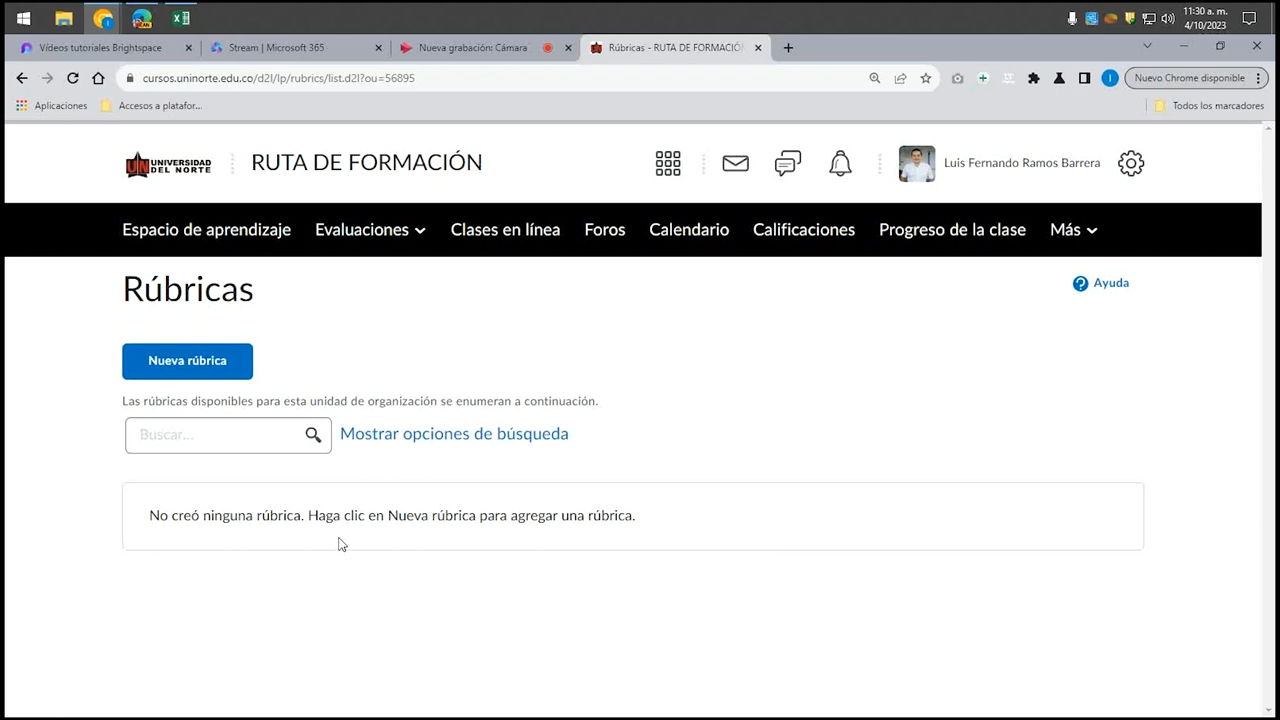 11:30 a. m.
4/10/2023
Vídeos tutoriales Brightspace
Stream | Microsoft 365
Nueva grabación: Cámara
Rúbricas - RUTA DE FORMACIÓN
cursos.uninorte.edu.co/d2l/lp/rubrics/list.d2l?ou=56895
Nuevo Chrome disponible
Aplicaciones
Accesos a platafor...
Todos los marcadores
UNIVERSIDAD
DEL NORTE
RUTA DE FORMACIÓN
Luis Fernando Ramos Barrera
Espacio de aprendizaje Evaluaciones Clases en línea Foros Calendario Calificaciones Progreso de la clase Más
Rúbricas
Ayuda
Nueva rúbrica
Las rúbricas disponibles para esta unidad de organización se enumeran a continuación.
Buscar...
Mostrar opciones de búsqueda
No creó ninguna rúbrica. Haga clic en Nueva rúbrica para agregar una rúbrica.